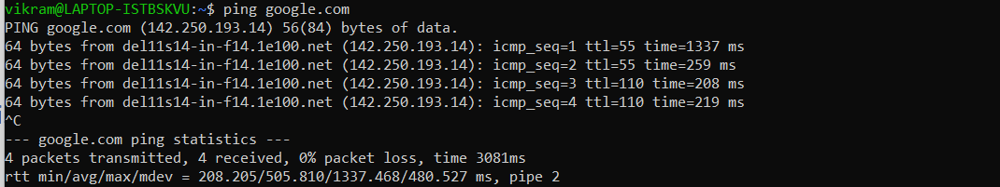 vikram@LAPTOP-ISTBSKVU:~$ ping google.com
PING google.com (142.250.193.14) 56(84) bytes of data.
64 bytes from del11s14-in-f14.1e100.net (142.250.193.14): icmp_seq=1 ttl=55 time=1337 ms
64 bytes from del11s14-in-f14.1e100.net (142.250.193.14): icmp_seq=2 ttl=55 time=259 ms
64 bytes from del11s14-in-f14.1e100.net (142.250.193.14): icmp_seq=3 ttl=110 time=208 ms
64 bytes from del11s14-in-f14.1e100.net (142.250.193.14): icmp_seq=4 ttl=110 time=219 ms
^C
--- google.com ping statistics ---
4 packets transmitted, 4 received, 0% packet loss, time 3081ms
rtt min/avg/max/mdev = 208.205/505.810/1337.468/480.527 ms, pipe 2